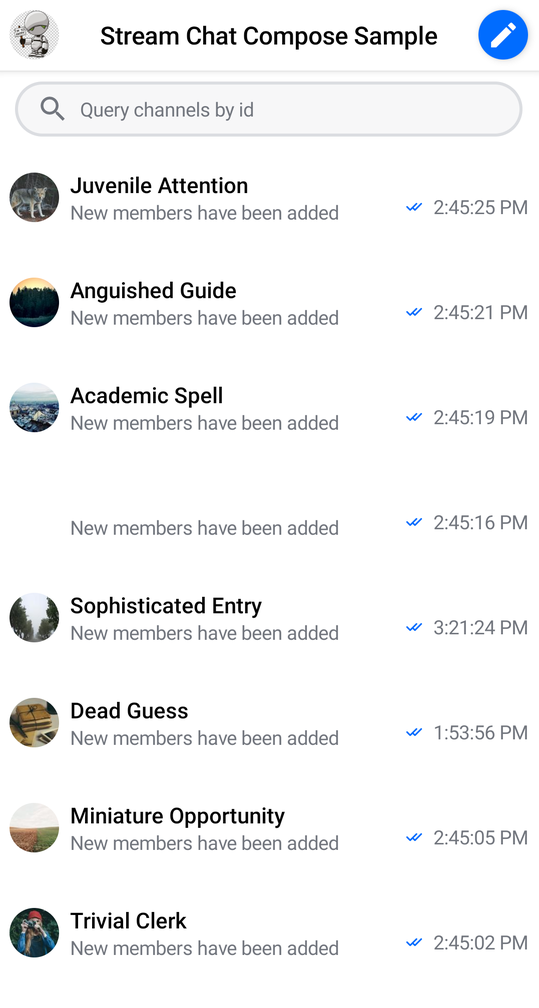 Stream Chat Compose Sample
Query channels by id
Juvenile Attention
New members have been added 2:45:25 PM
Anguished Guide
New members have been added 2:45:21 PM
Academic Spell
New members have been added 2:45:19 PM
New members have been added 2:45:16 PM
Sophisticated Entry
New members have been added 3:21:24 PM
Dead Guess
New members have been added 1:53:56 PM
Miniature Opportunity
New members have been added 2:45:05 PM
Trivial Clerk
New members have been added 2:45:02 PM